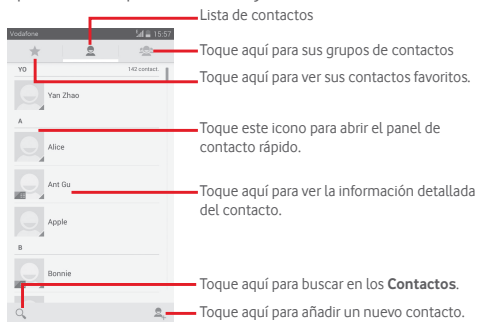 Lista de contactos
Vodafone 15:57
Toque aquí para sus grupos de contactos
YO 142 contact.
Toque aquí para ver sus contactos favoritos.
Yan Zhao
A
Toque este icono para abrir el panel de
contacto rápido.
Alice
Ant Gu
Toque aquí para ver la información detallada
del contacto.
Apple
B
Bonnie
Toque aquí para buscar en los Contactos.
Toque aquí para añadir un nuevo contacto.